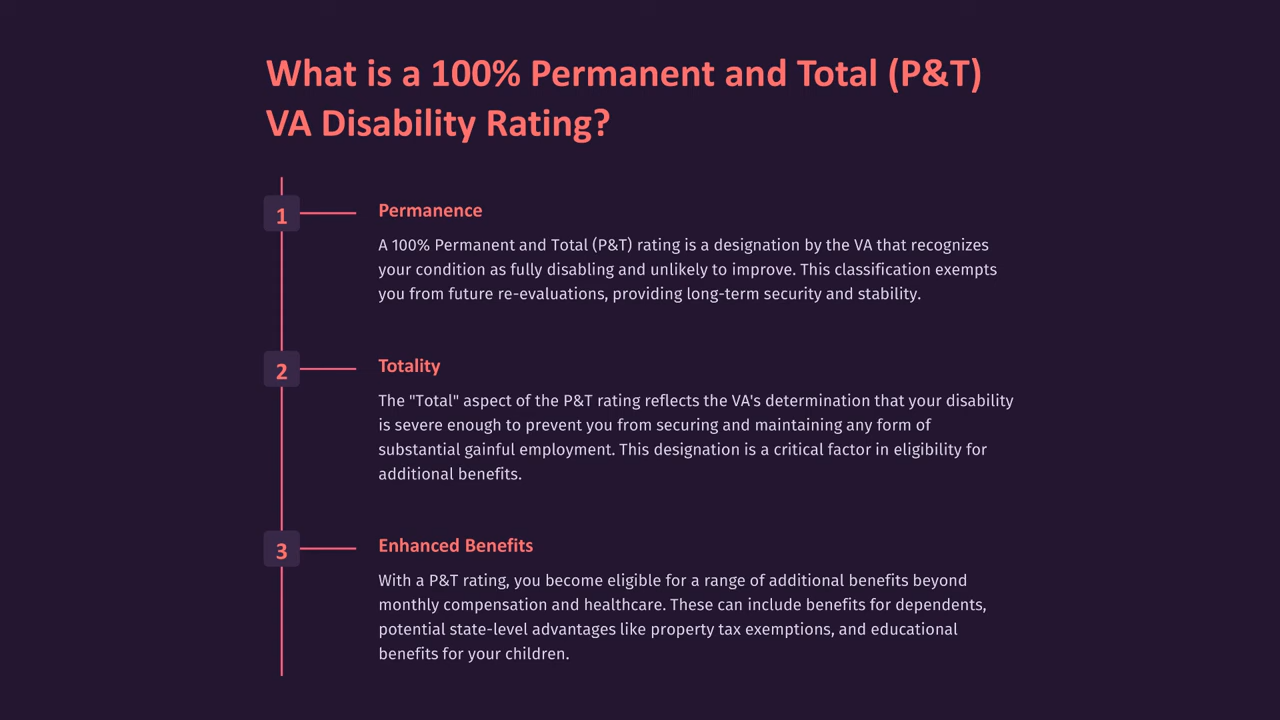 What is a 100% Permanent and Total (P&T)
VA Disability Rating?
1
Permanence
A 100% Permanent and Total (P&T) rating is a designation by the VA that recognizes
your condition as fully disabling and unlikely to improve. This classification exempts
you from future re-evaluations, providing long-term security and stability.
2
Totality
The "Total" aspect of the P&T rating reflects the VA's determination that your disability
is severe enough to prevent you from securing and maintaining any form of
substantial gainful employment. This designation is a critical factor in eligibility for
additional benefits.
3
Enhanced Benefits
With a P&T rating, you become eligible for a range of additional benefits beyond
monthly compensation and healthcare. These can include benefits for dependents,
potential state-level advantages like property tax exemptions, and educational
benefits for your children.